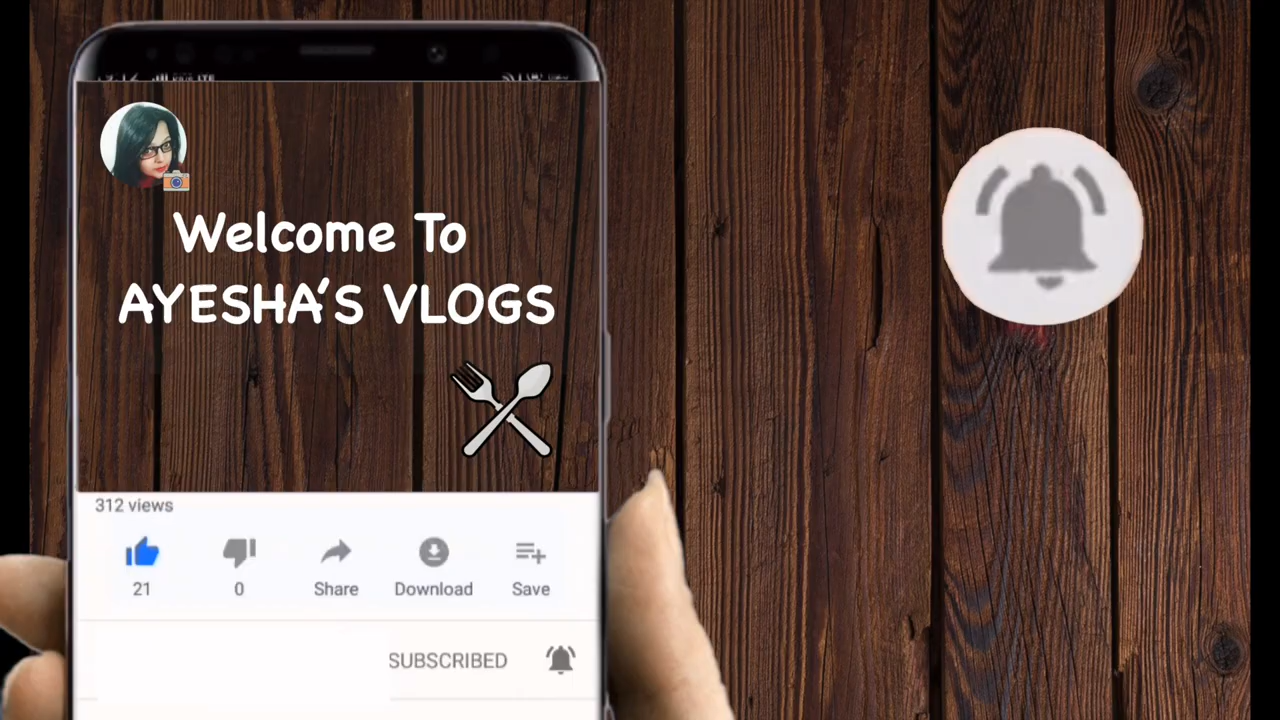 Welcome To
AYESHA'S VLOGS
312 views
21
0
Share
Download
Save
SUBSCRIBED